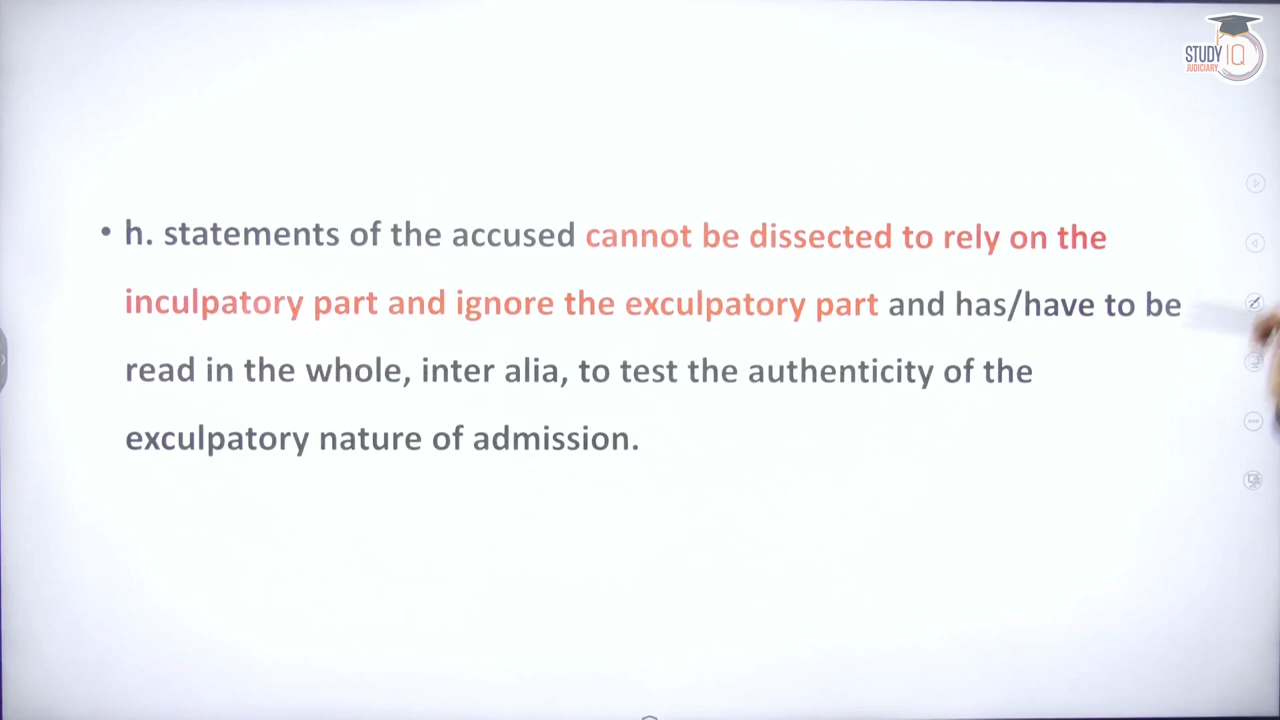 STUDY IQ
JUDICIARY
• h. statements of the accused cannot be dissected to rely on the
inculpatory part and ignore the exculpatory part and has/have to be
read in the whole, inter alia, to test the authenticity of the
exculpatory nature of admission.